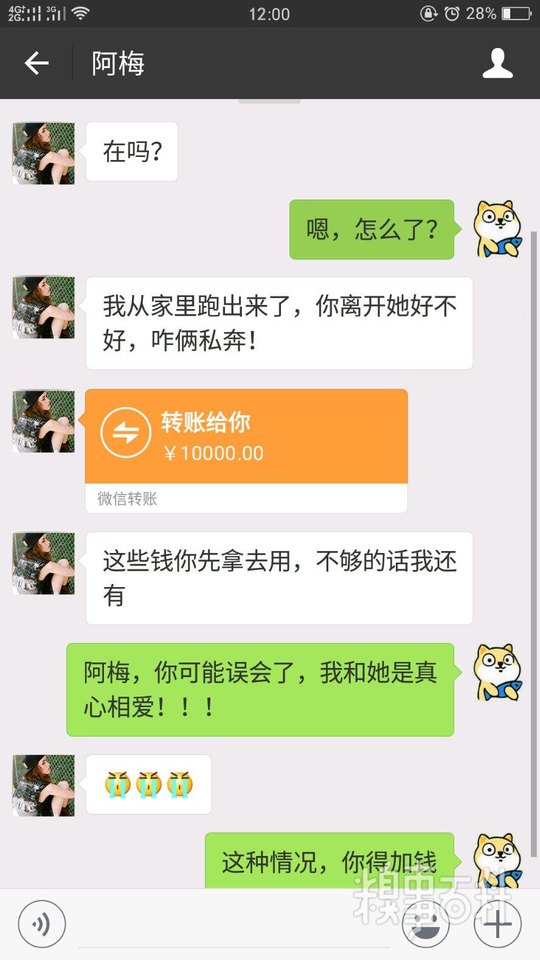 4G 3G
2G
12:00
28%
阿梅
在吗？
嗯，怎么了？
我从家里跑出来了，你离开她好不
好，咋俩私奔！
转账给你
￥10000.00
微信转账
这些钱你先拿去用，不够的话我还
有
阿梅，你可能误会了，我和她是真
心相爱！！！
这种情况，你得加钱
糗事百科